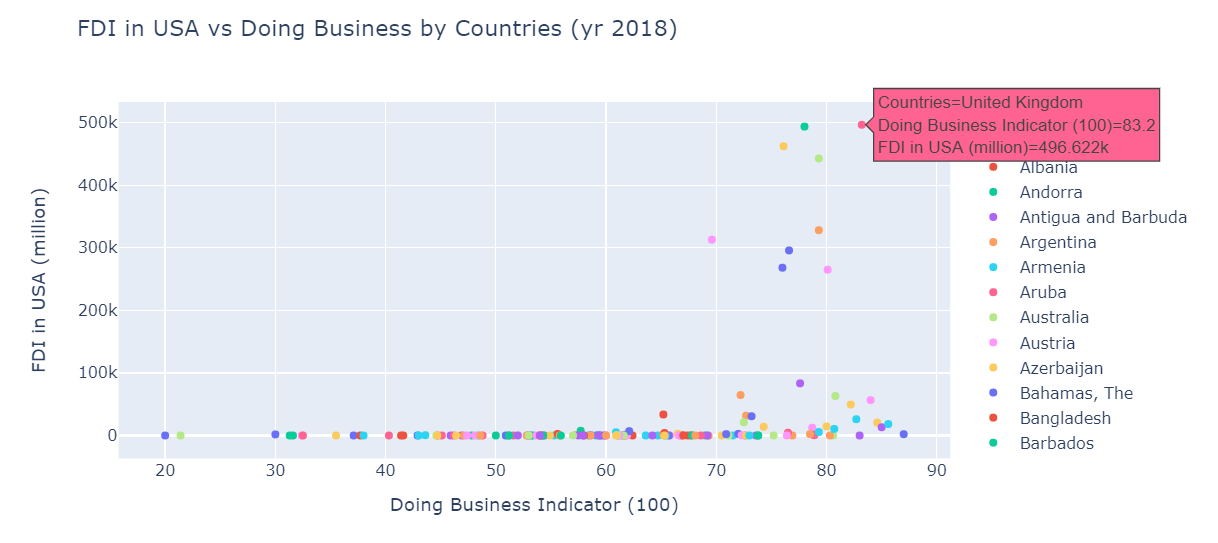 FDI in USA vs Doing Business by Countries (yr 2018)
Countries=United Kingdom
Doing Business Indicator (100)=83.2
FDI in USA (million)=496.622k
500k
400k
300k
200k
100k
0
FDI in USA (million)
20 30 40 50 60 70 80 90
Doing Business Indicator (100)
Albania
Andorra
Antigua and Barbuda
Argentina
Armenia
Aruba
Australia
Austria
Azerbaijan
Bahamas, The
Bangladesh
Barbados